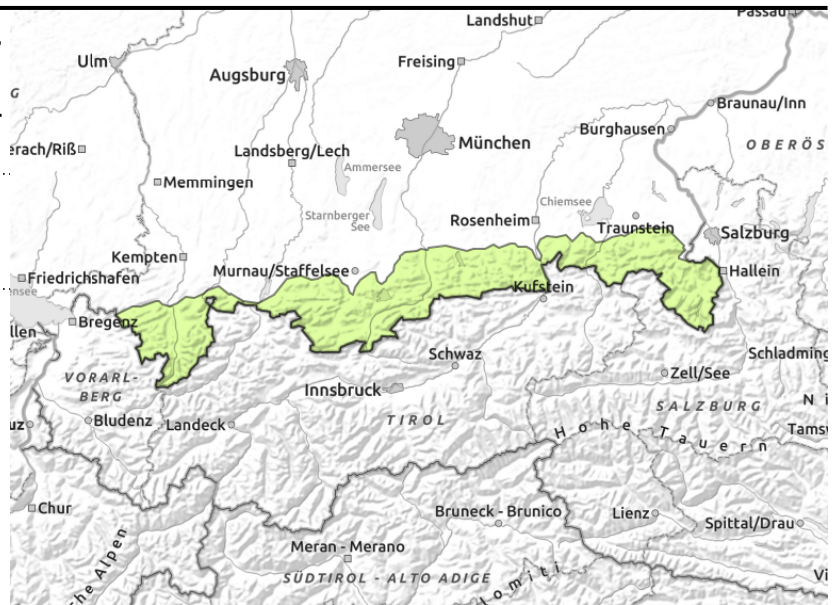 Landshut
Passau
Ulm
Freising
Augsburg
Braunau/Inn
Burghausen
München
OBERÖS
erach/Riß
Landsberg/Lech
Ammersee
Memmingen
Chiemsee
Starnberger
See
Rosenheim
Traunstein
Salzburg
Kempten
Murnau/Staffelsee
Hallein
Friedrichshafen
Kufstein
Bregenz
Schwaz
Schladming
VORARL-
BERG
Innsbruck
Zell/See
SALZBURG
Bludenz
Landeck
TIROL
Hohe Tauern
Tamsw
Chur
Bruneck - Brunico
Lienz
Spittal/Drau
Meran - Merano
SÜDTIROL - ALTO ADIGE